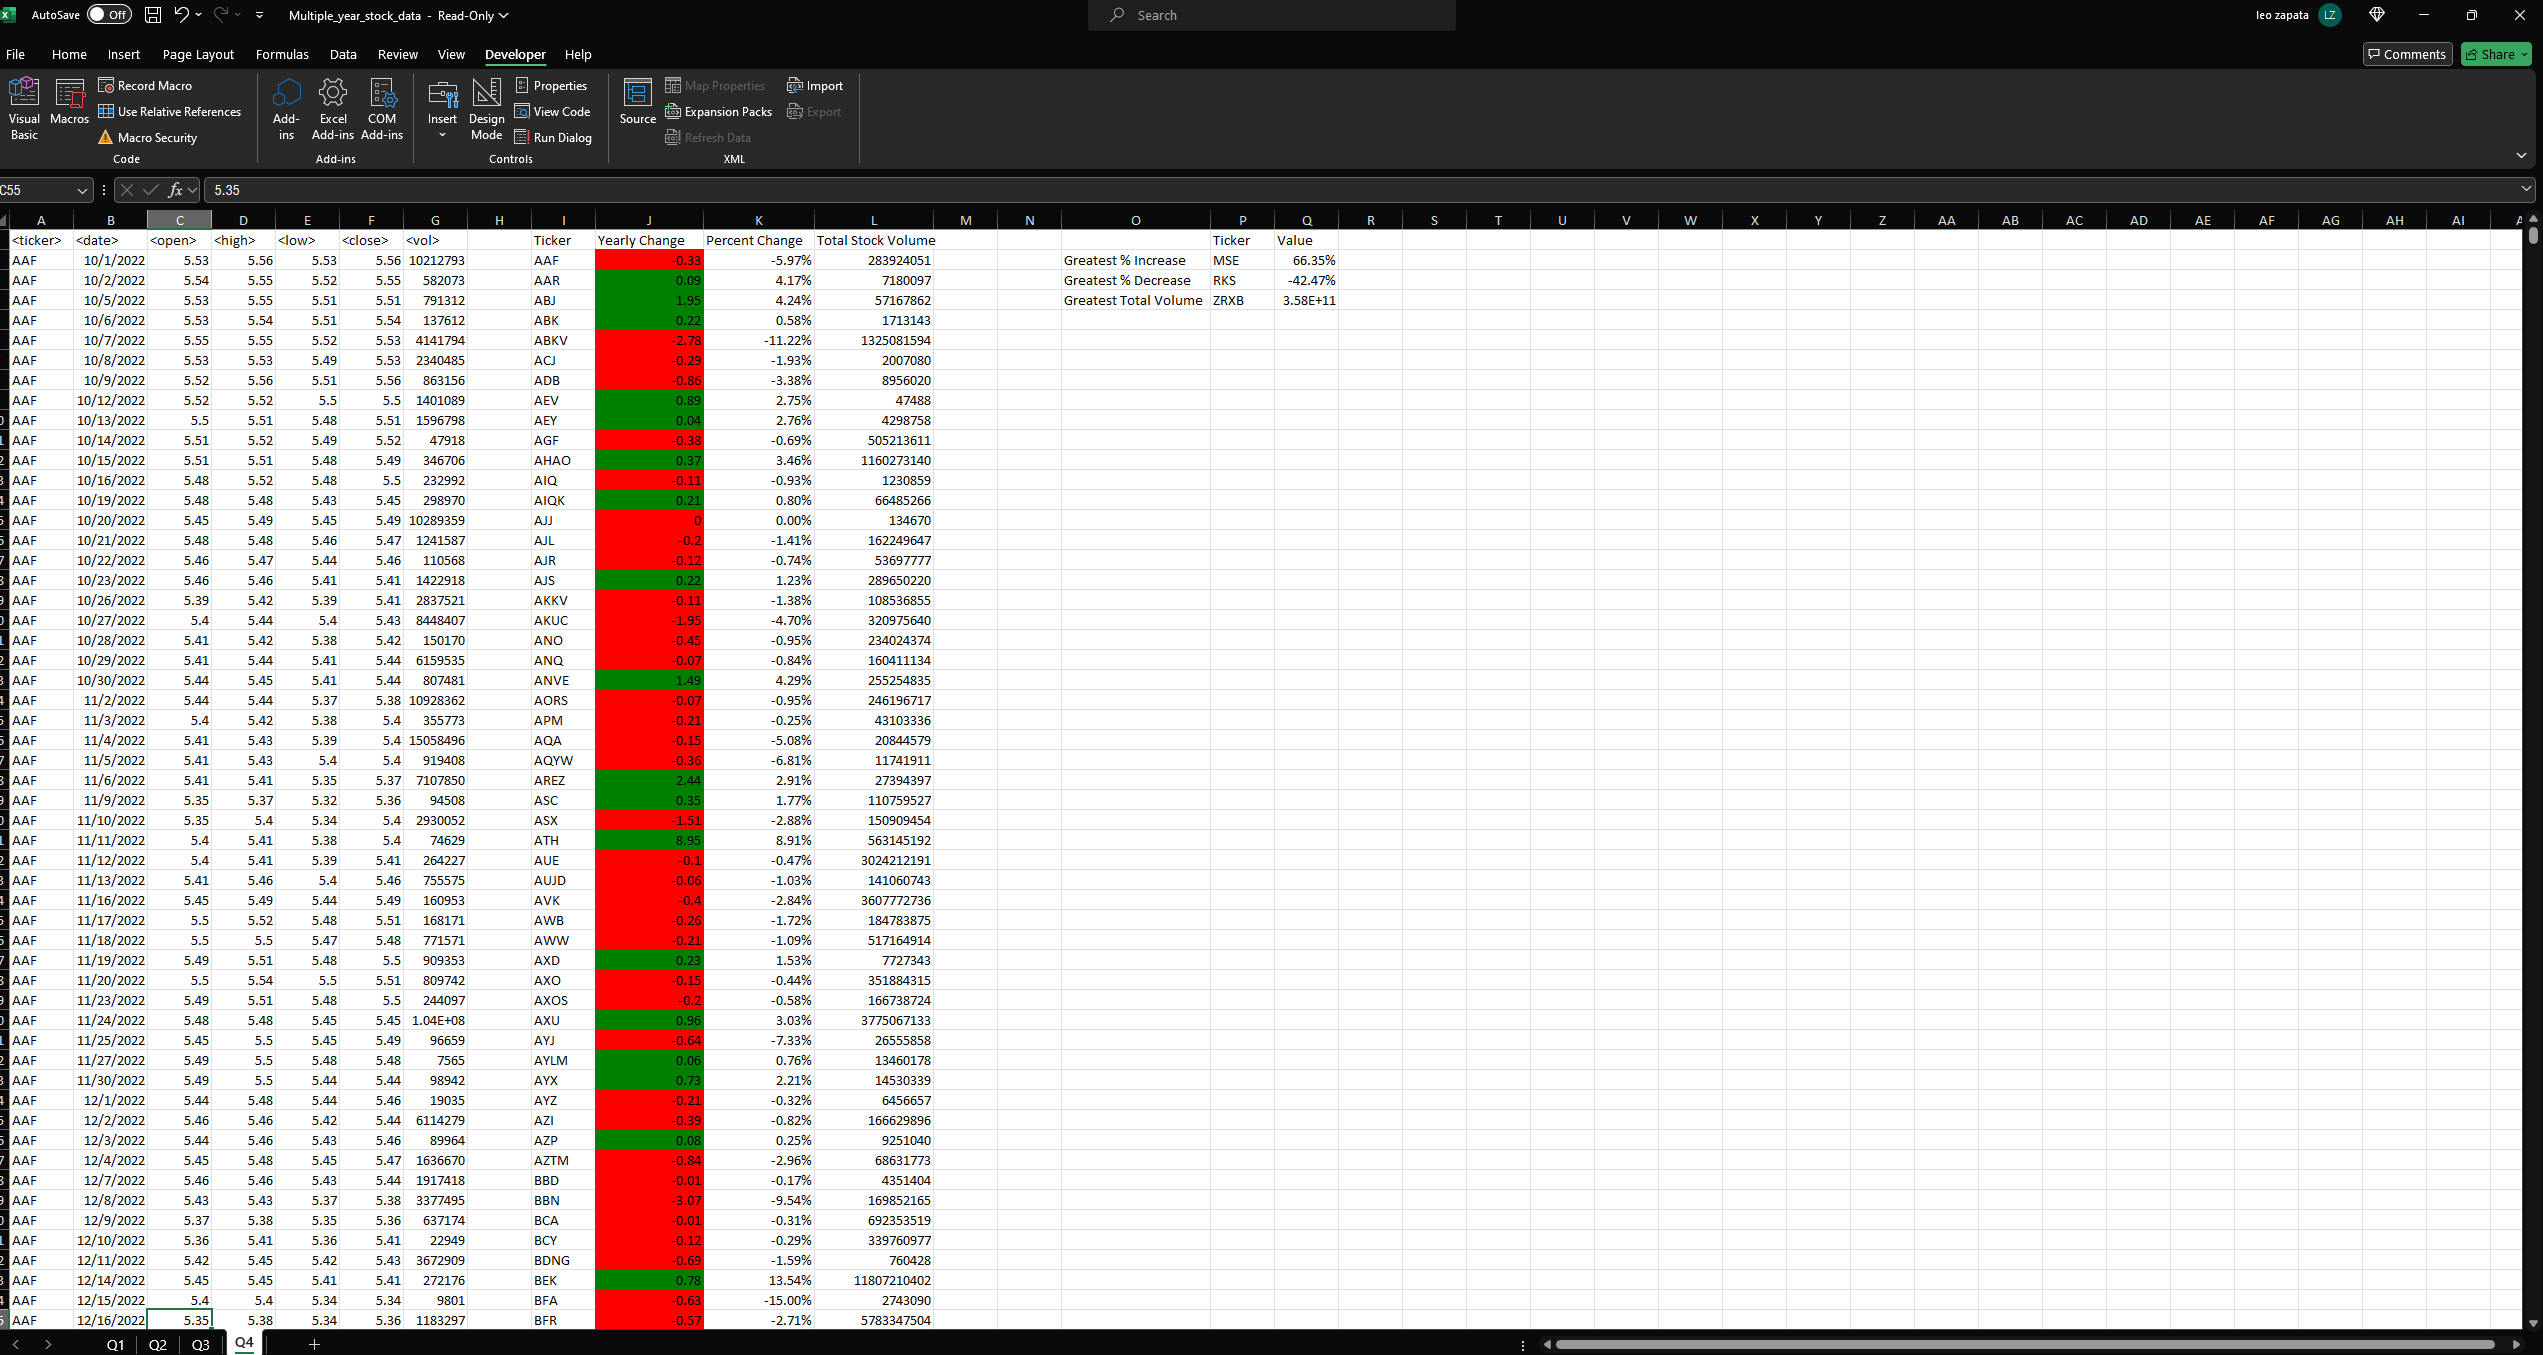 AutoSave Off Multiple_year_stock_data - Read-Only Search leo zapata LZ
File Home Insert Page Layout Formulas Data Review View Developer Help Comments Share
Visual Basic Macros Record Macro Use Relative References Macro Security Code
Add-ins Excel Add-ins COM Add-ins Add-ins
Insert Design Mode Properties View Code Run Dialog Controls
Source Map Properties Expansion Packs Refresh Data Import Export XML
C55 fx 5.35
A B C D E F G H I J K L M N O P Q R S T U V W X Y Z AA AB AC AD AE AF AG AH AI
<ticker> <date> <open> <high> <low> <close> <vol> Ticker Yearly Change Percent Change Total Stock Volume Ticker Value
AAF 10/1/2022 5.53 5.56 5.53 5.56 10212793 AAF -0.33 -5.97% 283924051 Greatest % Increase MSE 66.35%
AAF 10/2/2022 5.54 5.55 5.52 5.55 582073 AAR 0.09 4.17% 7180097 Greatest % Decrease RKS -42.47%
AAF 10/5/2022 5.53 5.55 5.51 5.51 791312 ABJ 1.95 4.24% 57167862 Greatest Total Volume ZRXB 3.58E+11
AAF 10/6/2022 5.53 5.54 5.51 5.54 137612 ABK 0.22 0.58% 1713143
AAF 10/7/2022 5.55 5.55 5.52 5.53 4141794 ABKV -2.78 -11.22% 1325081594
AAF 10/8/2022 5.53 5.53 5.49 5.53 2340485 ACJ -0.29 -1.93% 2007080
AAF 10/9/2022 5.52 5.56 5.51 5.56 863156 ADB -0.86 -3.38% 8956020
AAF 10/12/2022 5.52 5.52 5.5 5.5 1401089 AEV 0.89 2.75% 47488
AAF 10/13/2022 5.5 5.51 5.48 5.51 1596798 AEY 0.04 2.76% 4298758
AAF 10/14/2022 5.51 5.52 5.49 5.52 47918 AGF -0.38 -0.69% 505213611
AAF 10/15/2022 5.51 5.51 5.48 5.49 346706 AHAO 0.37 3.46% 1160273140
AAF 10/16/2022 5.48 5.52 5.48 5.5 232992 AIQ -0.11 -0.93% 1230859
AAF 10/19/2022 5.48 5.48 5.43 5.45 298970 AIQK 0.21 0.80% 66485266
AAF 10/20/2022 5.45 5.49 5.45 5.49 10289359 AJJ 0 0.00% 134670
AAF 10/21/2022 5.48 5.48 5.46 5.47 1241587 AJL -0.2 -1.41% 162249647
AAF 10/22/2022 5.46 5.47 5.44 5.46 110568 AJR -0.12 -0.74% 53697777
AAF 10/23/2022 5.46 5.46 5.41 5.41 1422918 AJS 0.22 1.23% 289650220
AAF 10/26/2022 5.39 5.42 5.39 5.41 2837521 AKKV -0.11 -1.38% 108536855
AAF 10/27/2022 5.4 5.44 5.4 5.43 8448407 AKUC -1.95 -4.70% 320975640
AAF 10/28/2022 5.41 5.42 5.38 5.42 150170 ANO -0.45 -0.95% 234024374
AAF 10/29/2022 5.41 5.44 5.41 5.44 6159535 ANQ -0.07 -0.84% 160411134
AAF 10/30/2022 5.44 5.45 5.41 5.44 807481 ANVE 1.49 4.29% 255254835
AAF 11/2/2022 5.44 5.44 5.37 5.38 10928362 AORS -0.07 -0.95% 246196717
AAF 11/3/2022 5.4 5.42 5.38 5.4 355773 APM -0.21 -0.25% 43103336
AAF 11/4/2022 5.41 5.43 5.39 5.4 15058496 AQA -0.15 -5.08% 20844579
AAF 11/5/2022 5.41 5.43 5.4 5.4 919408 AQYW -0.36 -6.81% 11741911
AAF 11/6/2022 5.41 5.41 5.35 5.37 7107850 AREZ 2.44 2.91% 27394397
AAF 11/9/2022 5.35 5.37 5.32 5.36 94508 ASC 0.35 1.77% 110759527
AAF 11/10/2022 5.35 5.4 5.34 5.4 2930052 ASX -1.51 -2.88% 150909454
AAF 11/11/2022 5.4 5.41 5.38 5.4 74629 ATH 8.95 8.91% 563145192
AAF 11/12/2022 5.4 5.41 5.39 5.41 264227 AUE -0.1 -0.47% 3024212191
AAF 11/13/2022 5.41 5.46 5.4 5.46 755575 AUJD -0.06 -1.03% 141060743
AAF 11/16/2022 5.45 5.49 5.44 5.49 160953 AVK -0.4 -2.84% 3607772736
AAF 11/17/2022 5.5 5.52 5.48 5.51 168171 AWB -0.26 -1.72% 184783875
AAF 11/18/2022 5.5 5.5 5.47 5.48 771571 AWW -0.21 -1.09% 517164914
AAF 11/19/2022 5.49 5.51 5.48 5.5 909353 AXD 0.23 1.53% 7727343
AAF 11/20/2022 5.5 5.54 5.5 5.51 809742 AXO -0.15 -0.44% 351884315
AAF 11/23/2022 5.49 5.51 5.48 5.5 244097 AXOS -0.2 -0.58% 166738724
AAF 11/24/2022 5.48 5.48 5.45 5.45 1.04E+08 AXU 0.96 3.03% 3775067133
AAF 11/25/2022 5.45 5.5 5.45 5.49 96659 AYJ -0.64 -7.33% 26555858
AAF 11/27/2022 5.49 5.5 5.48 5.48 7565 AYLM 0.06 0.76% 13460178
AAF 11/30/2022 5.49 5.5 5.44 5.44 98942 AYX 0.73 2.21% 14530339
AAF 12/1/2022 5.44 5.48 5.44 5.46 19035 AYZ -0.21 -0.32% 6456657
AAF 12/2/2022 5.46 5.46 5.42 5.44 6114279 AZI -0.39 -0.82% 166629896
AAF 12/3/2022 5.44 5.46 5.43 5.46 89964 AZP 0.08 0.25% 9251040
AAF 12/4/2022 5.45 5.48 5.45 5.47 1636670 AZTM -0.84 -2.96% 68631773
AAF 12/7/2022 5.46 5.46 5.43 5.44 1917418 BBD -0.01 -0.17% 4351404
AAF 12/8/2022 5.43 5.43 5.37 5.38 3377495 BBN -3.07 -9.54% 169852165
AAF 12/9/2022 5.37 5.38 5.35 5.36 637174 BCA -0.01 -0.31% 692353519
AAF 12/10/2022 5.36 5.41 5.36 5.41 22949 BCY -0.12 -0.29% 339760977
AAF 12/11/2022 5.42 5.45 5.42 5.43 3672909 BDNG -0.69 -1.59% 760428
AAF 12/14/2022 5.45 5.45 5.41 5.41 272176 BEK 0.78 13.54% 11807210402
AAF 12/15/2022 5.4 5.4 5.34 5.34 9801 BFA -0.63 -15.00% 2743090
AAF 12/16/2022 5.35 5.38 5.34 5.36 1183297 BFR -0.57 -2.71% 5783347504
Q1 Q2 Q3 Q4